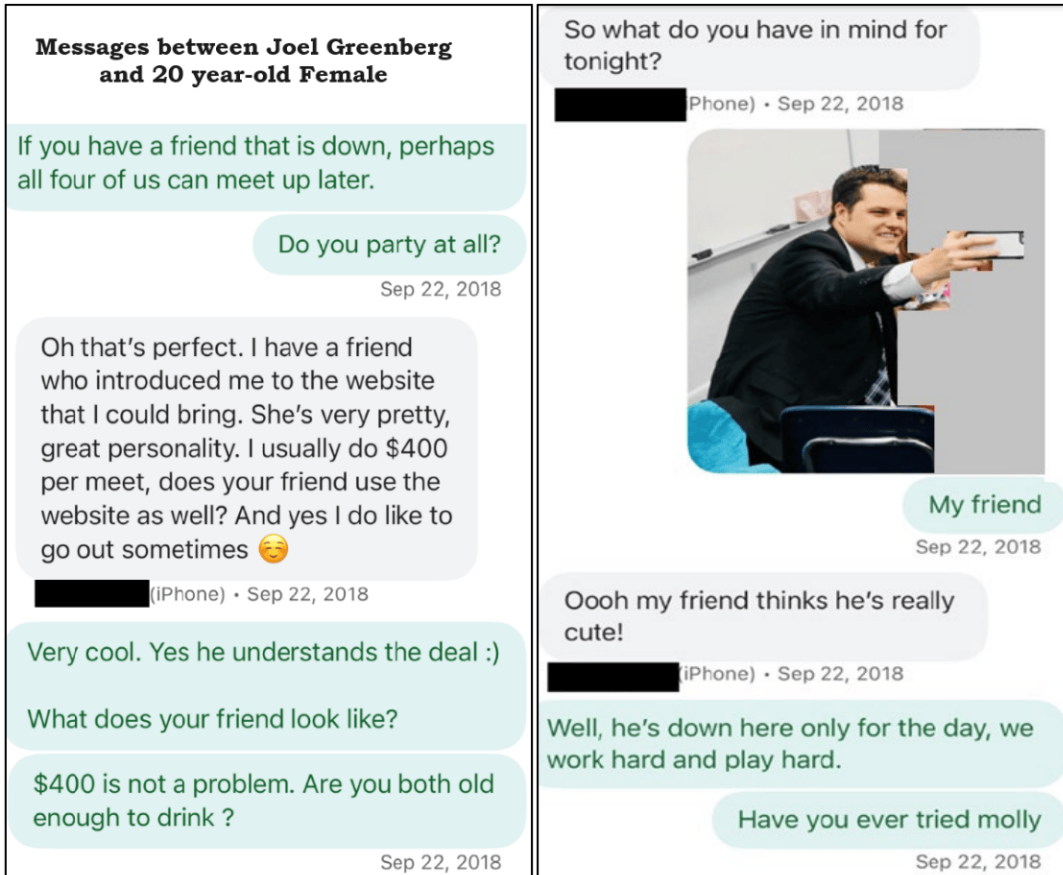 Messages between Joel Greenberg
and 20 year-old Female
If you have a friend that is down, perhaps
all four of us can meet up later.
Do you party at all?
Sep 22, 2018
Oh that's perfect. I have a friend
who introduced me to the website
that I could bring. She's very pretty,
great personality. I usually do $400
per meet, does your friend use the
website as well? And yes I do like to
go out sometimes ☺️
(iPhone) • Sep 22, 2018
Very cool. Yes he understands the deal :)
What does your friend look like?
$400 is not a problem. Are you both old
enough to drink ?
Sep 22, 2018
So what do you have in mind for
tonight?
iPhone) • Sep 22, 2018
My friend
Sep 22, 2018
Oooh my friend thinks he's really
cute!
(iPhone) • Sep 22, 2018
Well, he's down here only for the day, we
work hard and play hard.
Have you ever tried molly
Sep 22, 2018